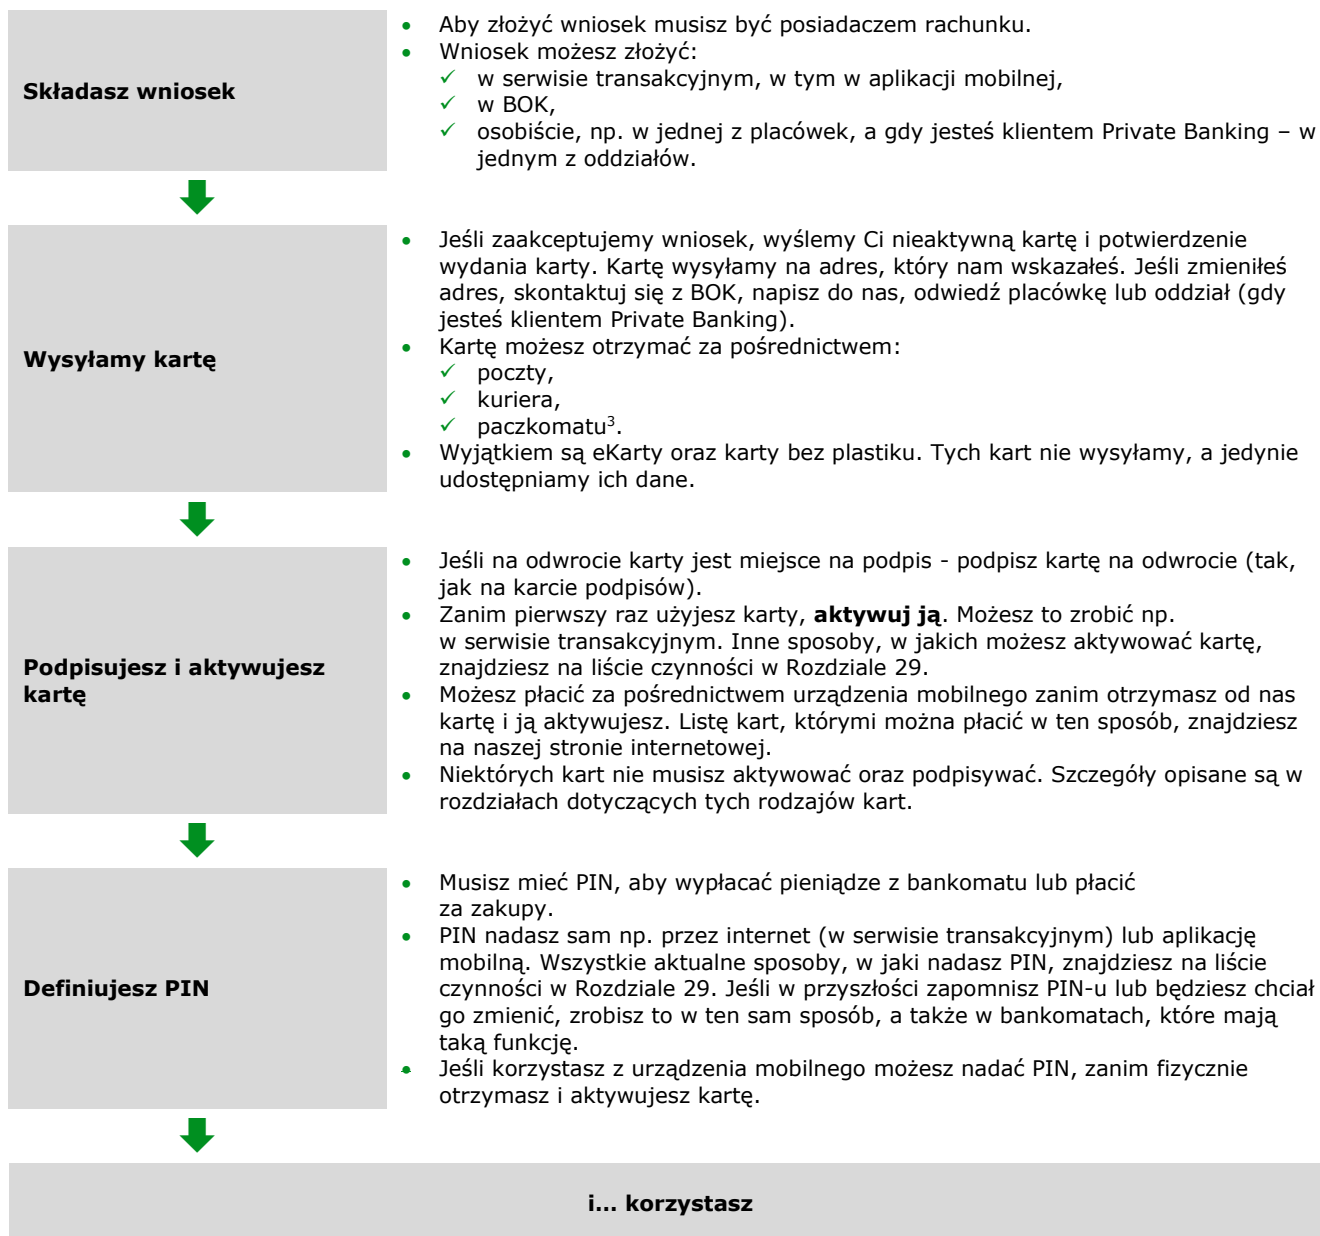 Składasz wniosek
Aby złożyć wniosek musisz być posiadaczem rachunku.
Wniosek możesz złożyć:
w serwisie transakcyjnym, w tym w aplikacji mobilnej,
w BOK,
osobiście, np. w jednej z placówek, a gdy jesteś klientem Private Banking – w
jednym z oddziałów.
Wysyłamy kartę
Jeśli zaakceptujemy wniosek, wyślemy Ci nieaktywną kartę i potwierdzenie
wydania karty. Kartę wysyłamy na adres, który nam wskazałeś. Jeśli zmieniłeś
adres, skontaktuj się z BOK, napisz do nas, odwiedź placówkę lub oddział (gdy
jesteś klientem Private Banking).
Kartę możesz otrzymać za pośrednictwem:
poczty,
kuriera,
paczkomatu³.
Wyjątkiem są eKarty oraz karty bez plastiku. Tych kart nie wysyłamy, a jedynie
udostępniamy ich dane.
Podpisujesz i aktywujesz
kartę
Jeśli na odwrocie karty jest miejsce na podpis - podpisz kartę na odwrocie (tak,
jak na karcie podpisów).
Zanim pierwszy raz użyjesz karty, aktywuj ją. Możesz to zrobić np.
w serwisie transakcyjnym. Inne sposoby, w jakich możesz aktywować kartę,
znajdziesz na liście czynności w Rozdziale 29.
Możesz płacić za pośrednictwem urządzenia mobilnego zanim otrzymasz od nas
kartę i ją aktywujesz. Listę kart, którymi można płacić w ten sposób, znajdziesz
na naszej stronie internetowej.
Niektórych kart nie musisz aktywować oraz podpisywać. Szczegóły opisane są w
rozdziałach dotyczących tych rodzajów kart.
Definiujesz PIN
Musisz mieć PIN, aby wypłacać pieniądze z bankomatu lub płacić
za zakupy.
PIN nadasz sam np. przez internet (w serwisie transakcyjnym) lub aplikację
mobilną. Wszystkie aktualne sposoby, w jaki nadasz PIN, znajdziesz na liście
czynności w Rozdziale 29. Jeśli w przyszłości zapomnisz PIN-u lub będziesz chciał
go zmienić, zrobisz to w ten sam sposób, a także w bankomatach, które mają
taką funkcję.
Jeśli korzystasz z urządzenia mobilnego możesz nadać PIN, zanim fizycznie
otrzymasz i aktywujesz kartę.
i… korzystasz